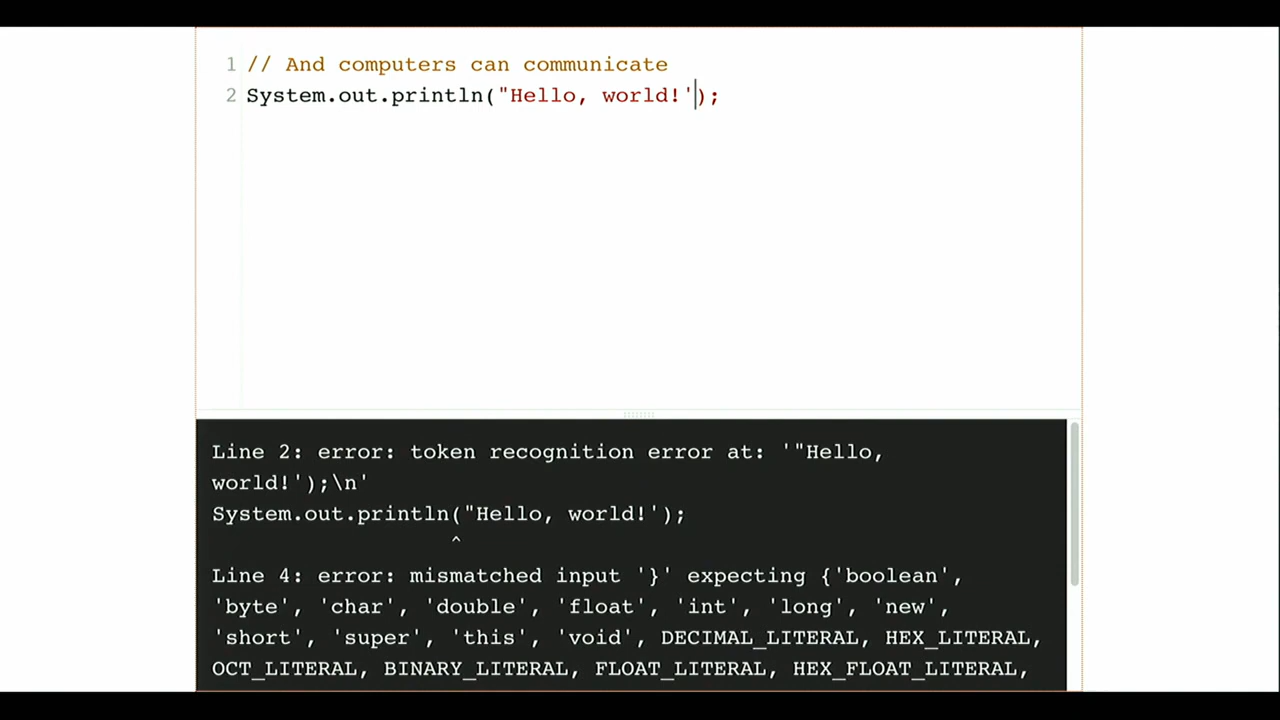 1 // And computers can communicate
2 System.out.println("Hello, world!');
Line 2: error: token recognition error at: '"Hello,
world!');\n'
System.out.println("Hello, world!');
^
Line 4: error: mismatched input '}' expecting {'boolean',
'byte', 'char', 'double', 'float', 'int', 'long', 'new',
'short', 'super', 'this', 'void', DECIMAL_LITERAL, HEX_LITERAL,
OCT_LITERAL, BINARY_LITERAL, FLOAT_LITERAL, HEX_FLOAT_LITERAL,